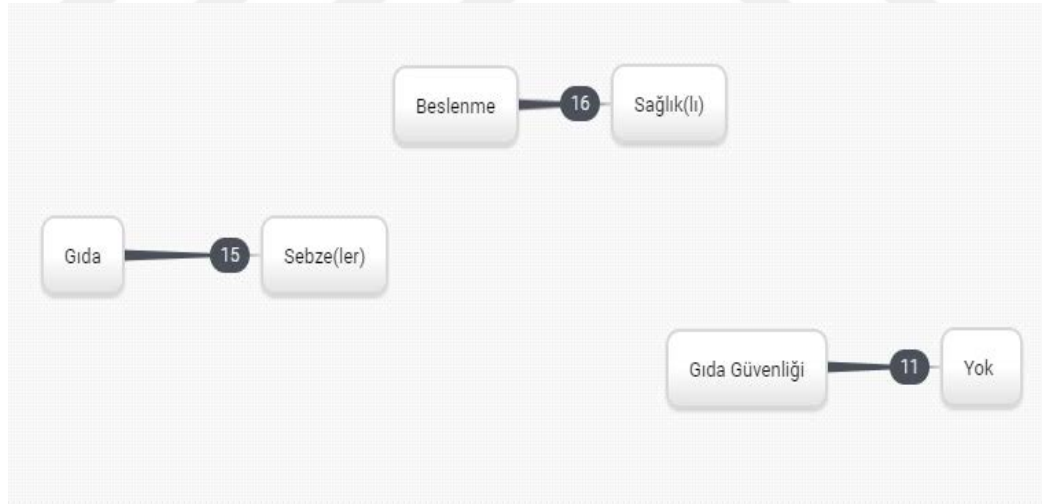 Beslenme 16 Sağlık(lı)
Gıda 15 Sebze(ler)
Gıda Güvenliği 11 Yok